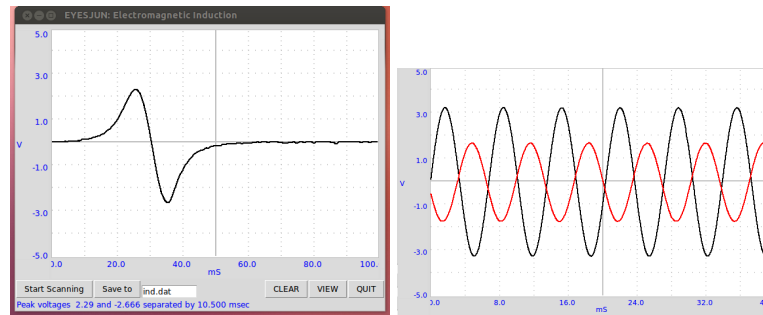 EYESJUN: Electromagnetic Induction
5.0
3.0
1.0
V
-1.0
-3.0
-5.0
0.0 20.0 40.0 60.0 80.0 100.
mS
Start Scanning Save to ind.dat CLEAR VIEW QUIT
Peak voltages 2.29 and -2.666 separated by 10.500 msec
5.0
3.0
1.0
V
-1.0
-3.0
-5.0
0.0 8.0 16.0 24.0 32.0 4
mS